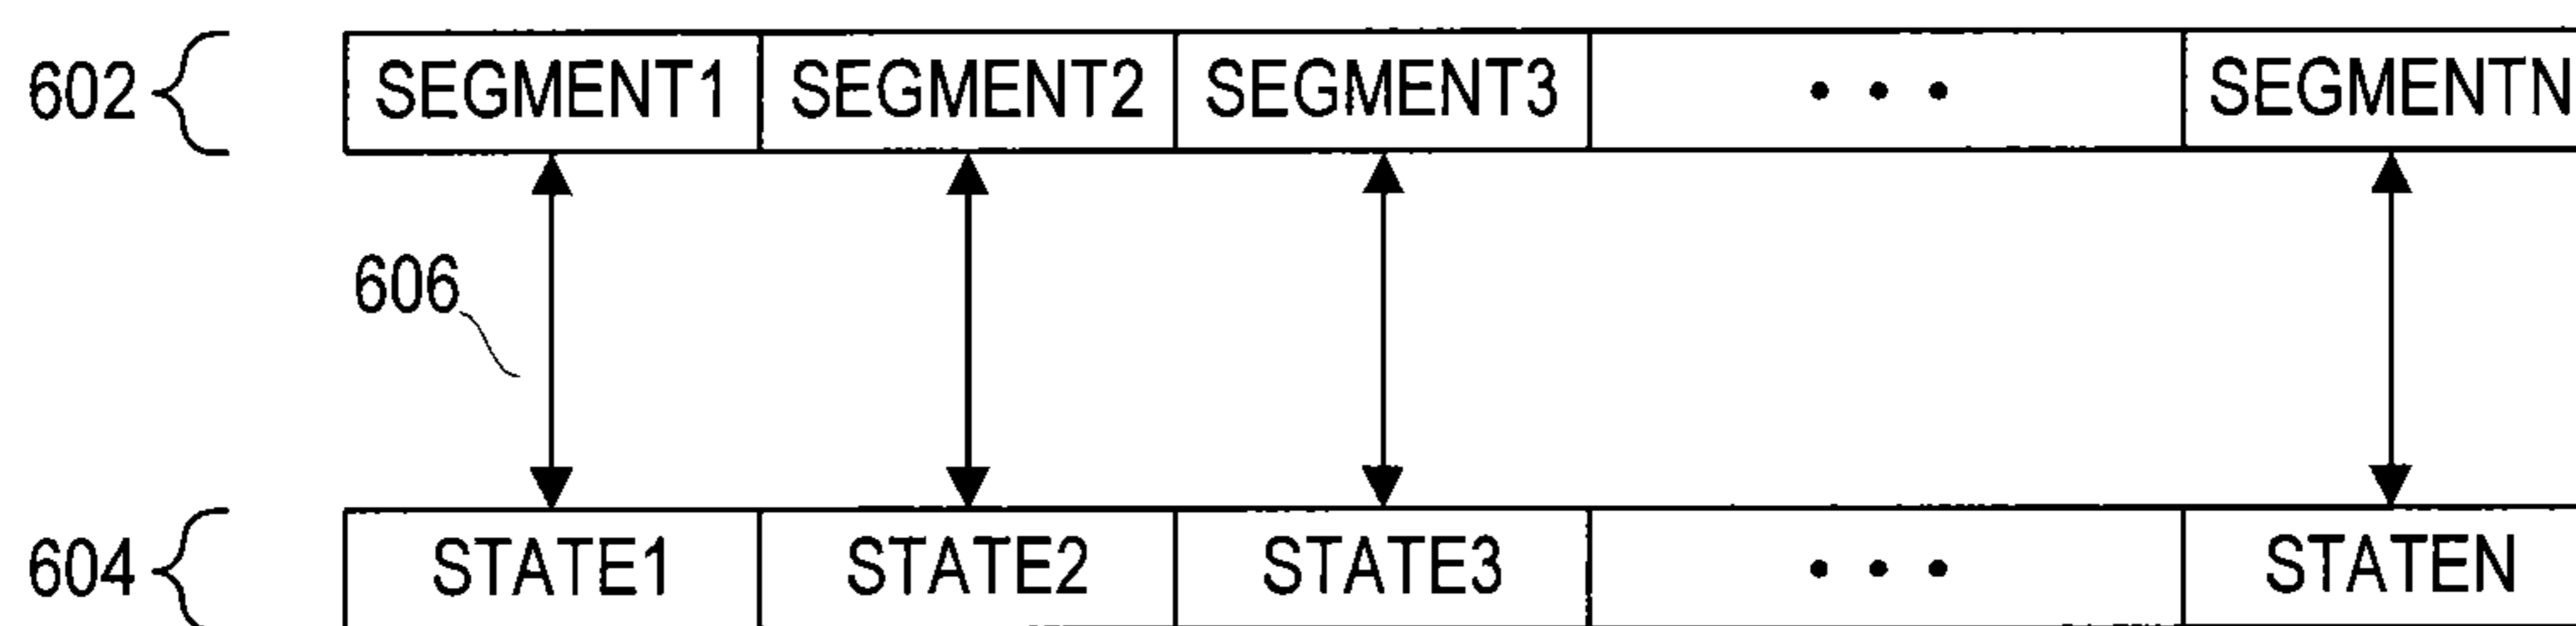 602 SEGMENT1 SEGMENT2 SEGMENT3 • • • SEGMENTN
606
604 STATE1 STATE2 STATE3 • • • STATEN